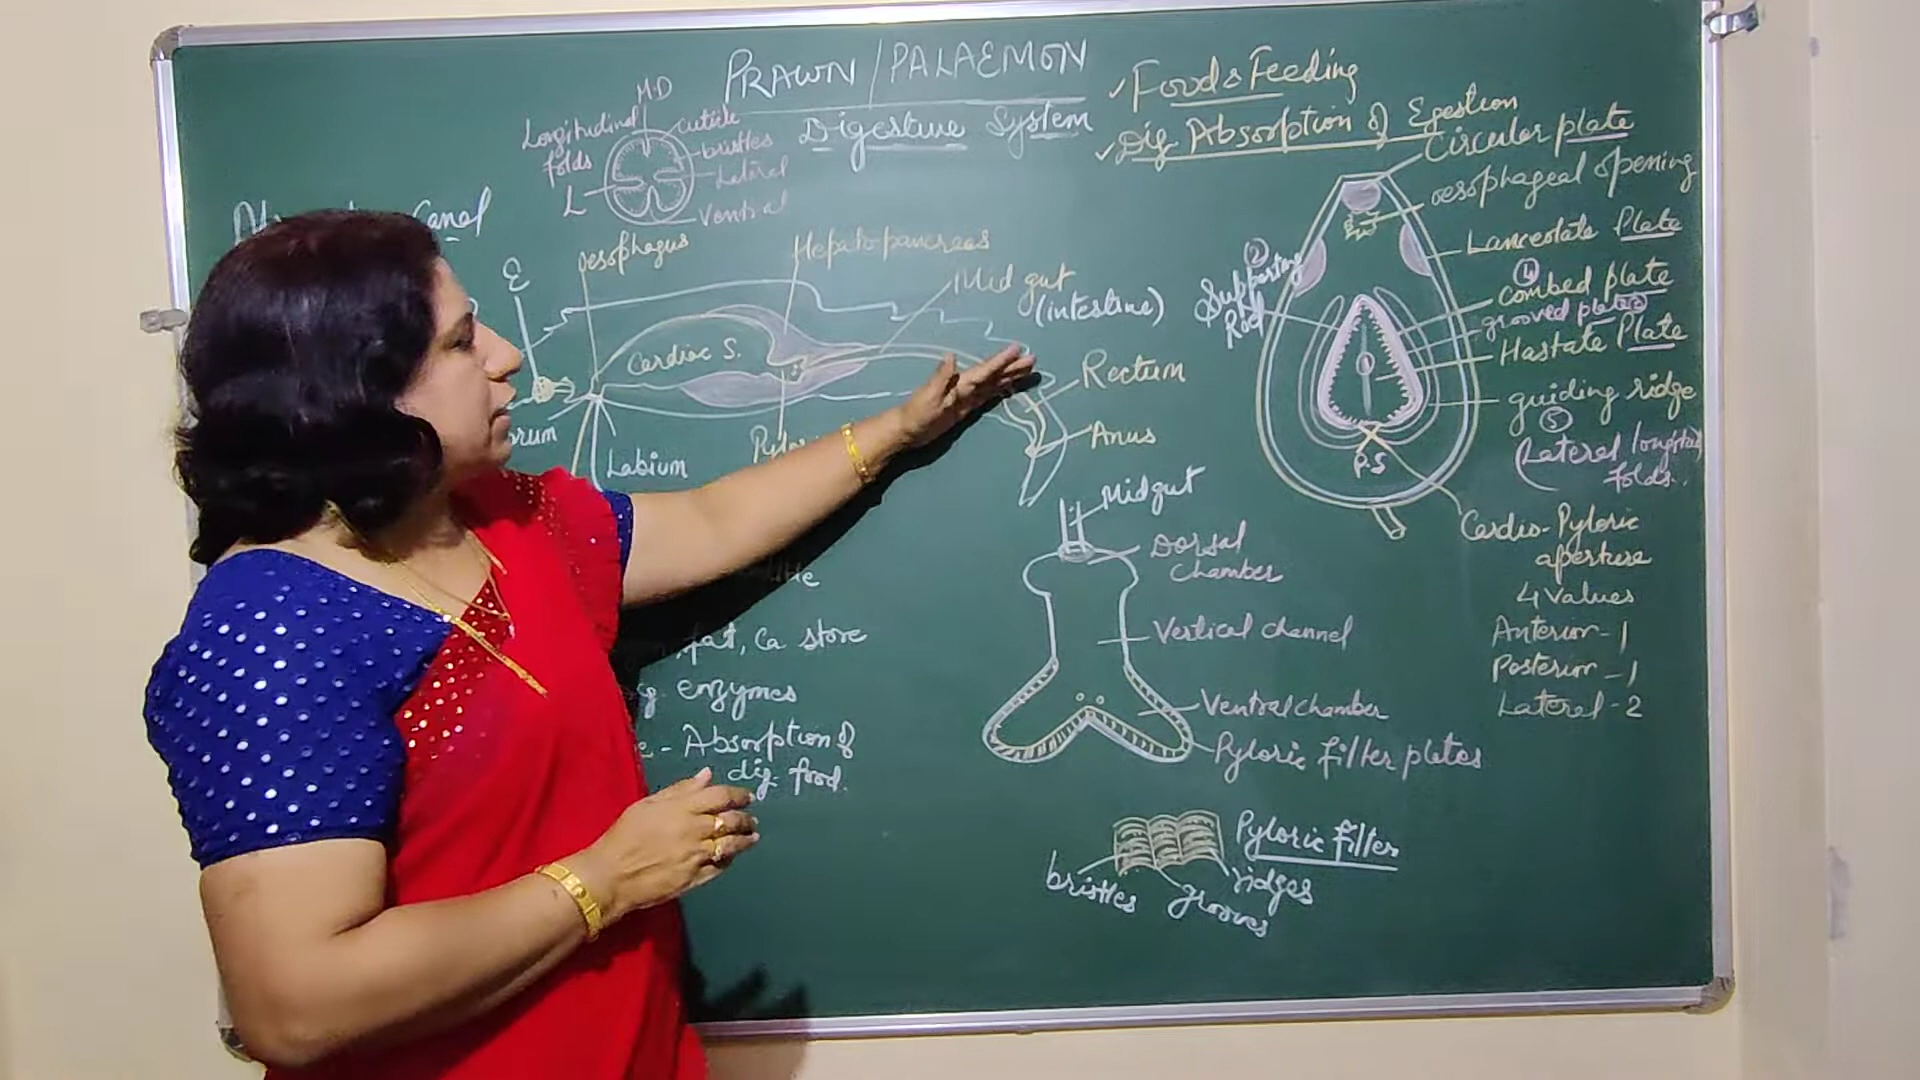 PRAWN/PALAEMON
Digestive System
✓ Food & Feeding
✓ Dig. Absorption & Egestion
M.D
Longitudinal
folds
cuticle
bristles
Lateral
Ventral
L
Canal
E
oesophagus
Hepatopancreas
Mid gut
(intestine)
Cardiac S.
Rectum
Anus
Labium
fat, Ca store
enzymes
- Absorption of
dig. food.
Circular plate
oesophageal opening
Lanceolate Plate
②
Supporting
Rod
④
combed plate
grooved plate
Hastate Plate
guiding ridge
⑤
(Lateral
folds.
P.S
Cardio-Pyloric
aperture
4 Valves
Anterior - 1
Posterior - 1
Lateral - 2
Midgut
Dorsal
chamber
Vertical channel
Ventral chamber
Pyloric filter plates
Pyloric filter
bristles
grooves
ridges